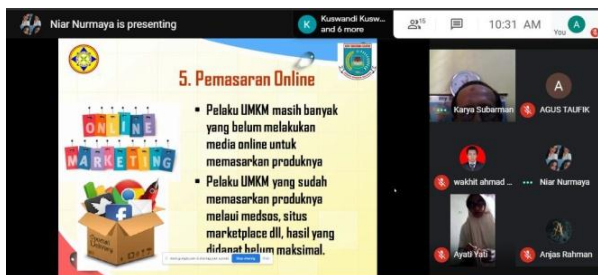 Niar Nurmaya is presenting
K
Kuswandi Kusw...
and 6 more
15
10:31 AM
You
A
5. Pemasaran Online
▪ Pelaku UMKM masih banyak
yang belum melakukan
media online untuk
memasarkan produknya
▪ Pelaku UMKM yang sudah
memasarkan produknya
melaui medsos, situs
marketplace dll, hasil yang
didapat belum maksimal.
ONLINE
MARKETING
Karya Subarman
A
AGUS TAUFIK
wakhit ahmad ...
Niar Nurmaya
Ayati Yati
A
Anjas Rahman